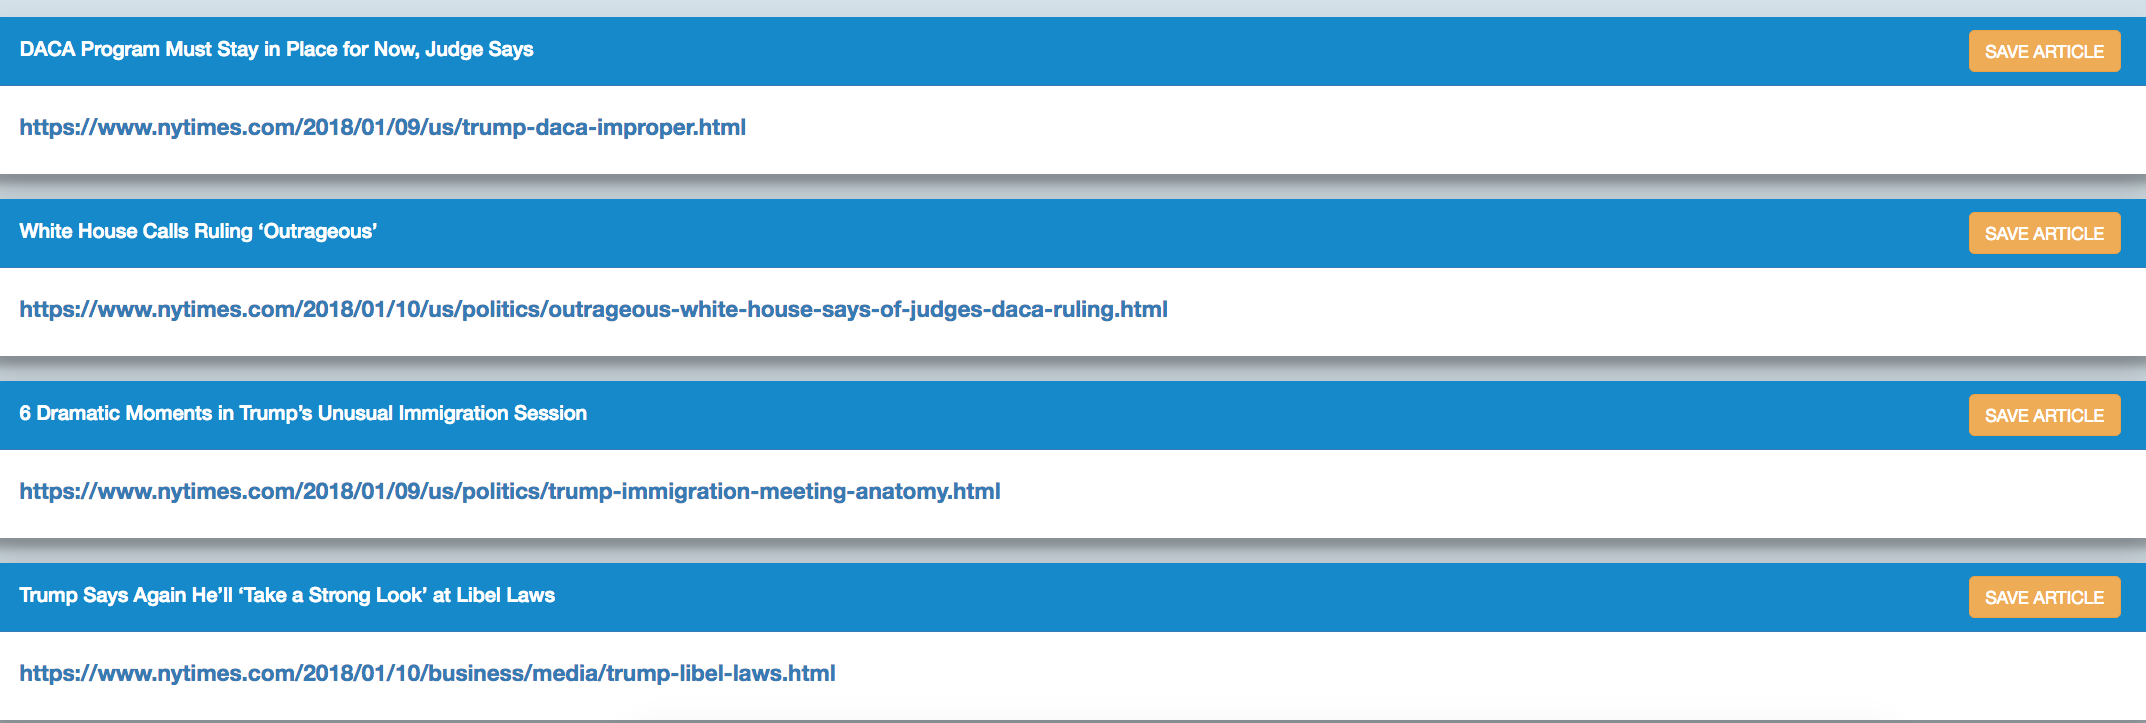 DACA Program Must Stay in Place for Now, Judge Says
SAVE ARTICLE
https://www.nytimes.com/2018/01/09/us/trump-daca-improper.html
White House Calls Ruling ‘Outrageous’
SAVE ARTICLE
https://www.nytimes.com/2018/01/10/us/politics/outrageous-white-house-says-of-judges-daca-ruling.html
6 Dramatic Moments in Trump’s Unusual Immigration Session
SAVE ARTICLE
https://www.nytimes.com/2018/01/09/us/politics/trump-immigration-meeting-anatomy.html
Trump Says Again He’ll ‘Take a Strong Look’ at Libel Laws
SAVE ARTICLE
https://www.nytimes.com/2018/01/10/business/media/trump-libel-laws.html